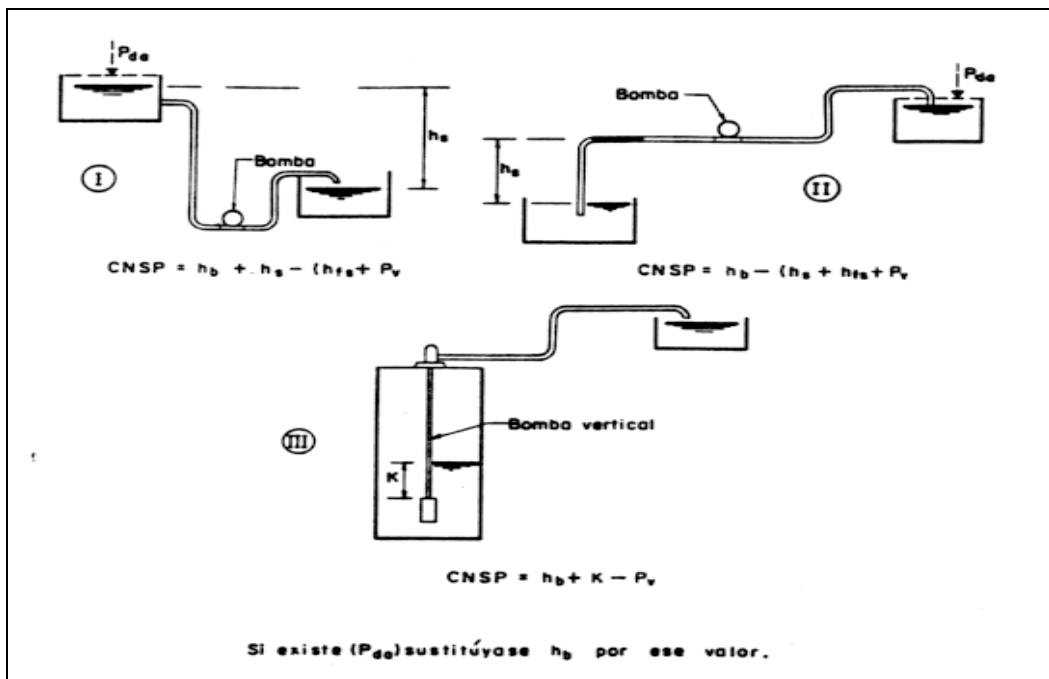 Pda
Bomba
hs
I
CNSP = hb + . hs – (hfs + Pv
Pda
Bomba
hs
II
CNSP = hb – (hs + hfs + Pv
III
Bomba vertical
K
CNSP = hb + K – Pv
Si existe (Pda) sustitúyase hb por ese valor.